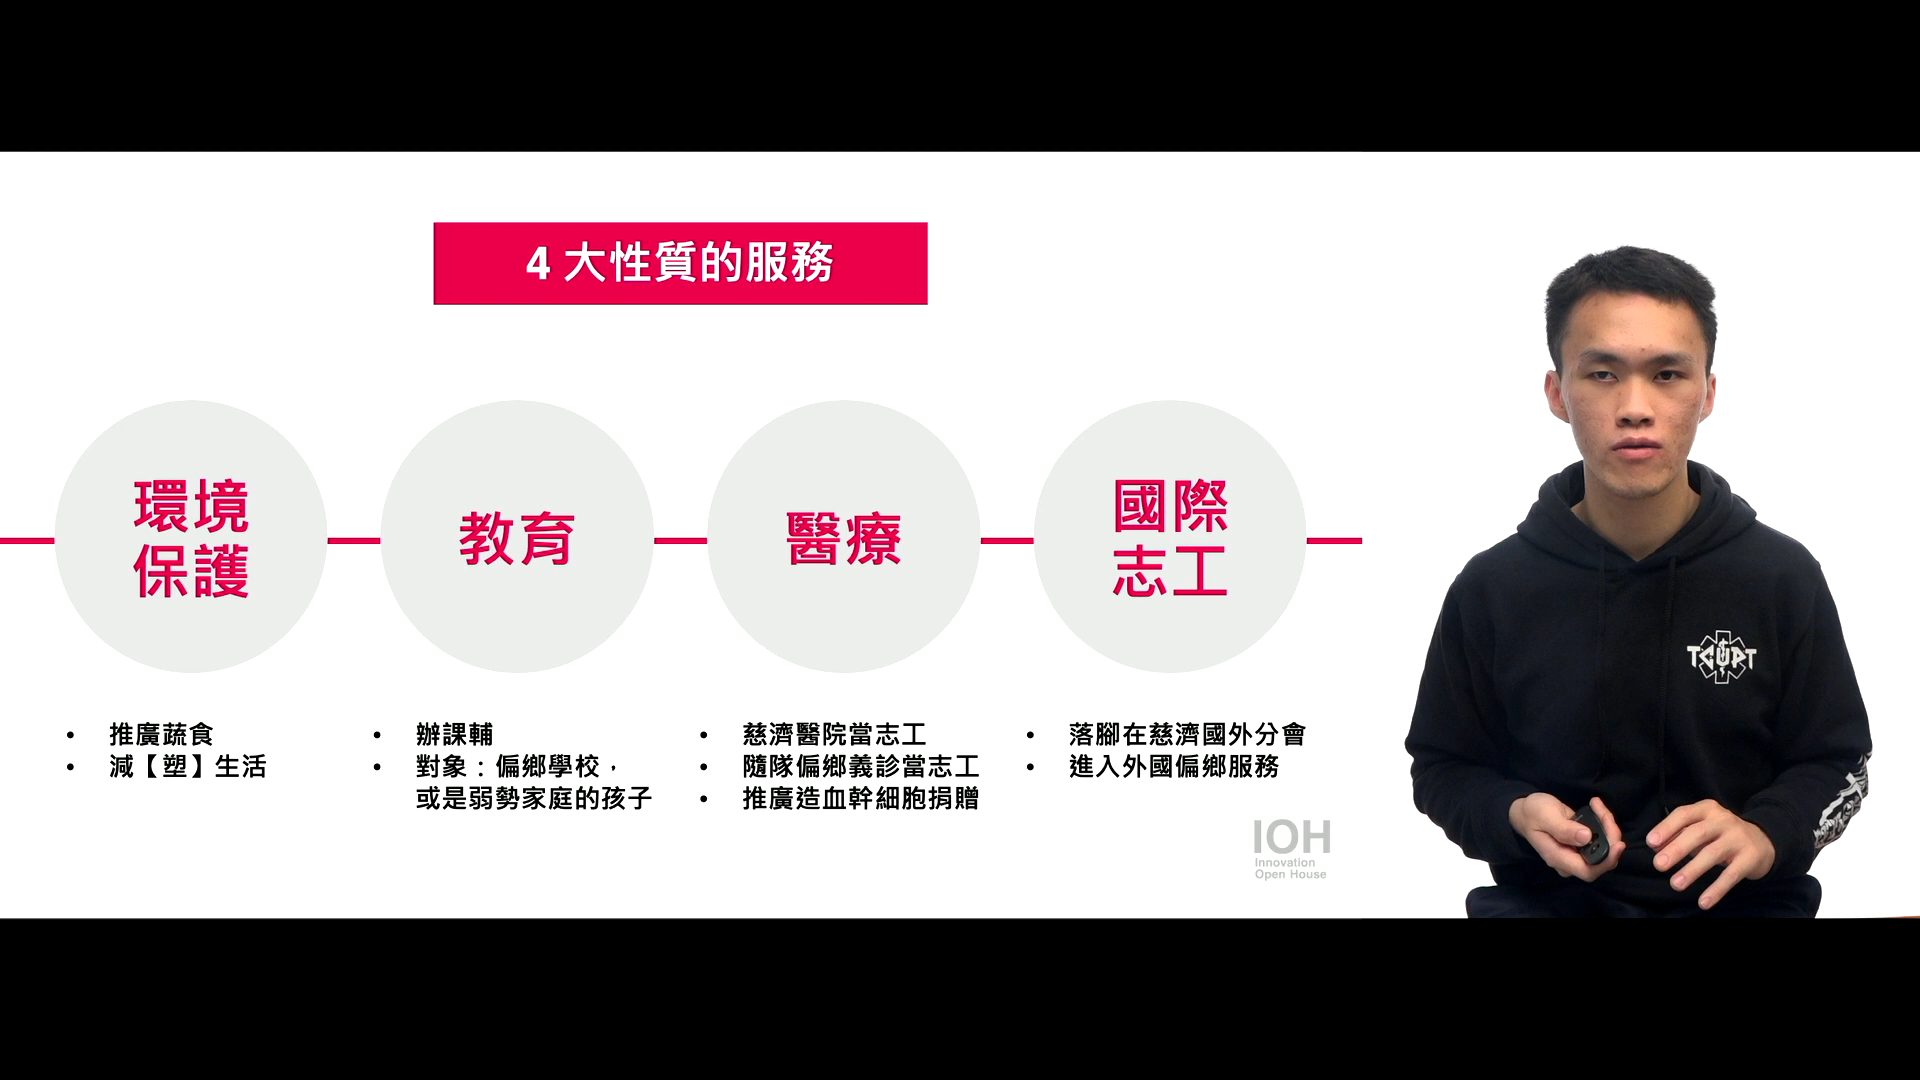 4 大性質的服務
環境
保護
教育
醫療
國際
志工
• 推廣蔬食
• 減【塑】生活
• 辦課輔
• 對象：偏鄉學校，
或是弱勢家庭的孩子
• 慈濟醫院當志工
• 隨隊偏鄉義診當志工
• 推廣造血幹細胞捐贈
• 落腳在慈濟國外分會
• 進入外國偏鄉服務
IOH
Innovation
Open House
TCUPT